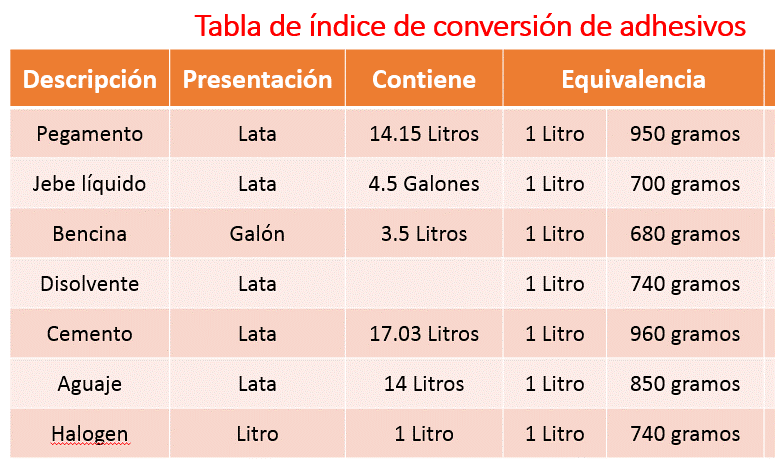 Tabla de índice de conversión de adhesivos
Descripción Presentación Contiene Equivalencia
Pegamento Lata 14.15 Litros 1 Litro 950 gramos
Jebe líquido Lata 4.5 Galones 1 Litro 700 gramos
Bencina Galón 3.5 Litros 1 Litro 680 gramos
Disolvente Lata 1 Litro 740 gramos
Cemento Lata 17.03 Litros 1 Litro 960 gramos
Aguaje Lata 14 Litros 1 Litro 850 gramos
Halogen Litro 1 Litro 1 Litro 740 gramos